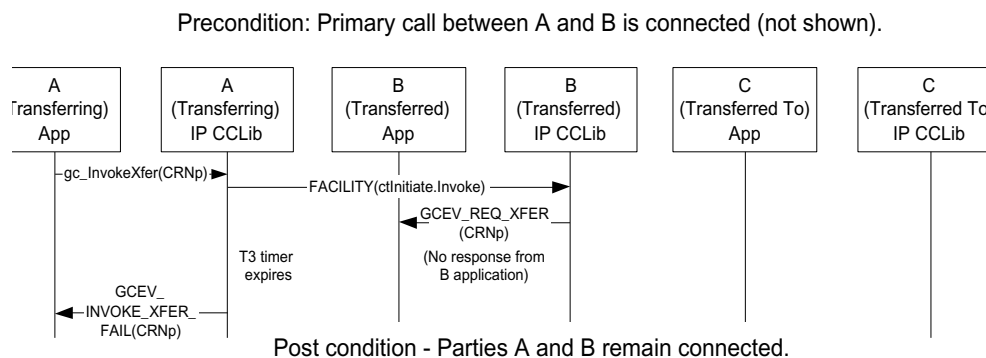 Precondition: Primary call between A and B is connected (not shown).
A
(Transferring)
App
A
(Transferring)
IP CCLib
B
(Transferred)
App
B
(Transferred)
IP CCLib
C
(Transferred To)
App
C
(Transferred To)
IP CCLib
gc_InvokeXfer(CRNp)
FACILITY(ctInitiate.Invoke)
GCEV_REQ_XFER
(CRNp)
T3 timer
expires
(No response from
B application)
GCEV_
INVOKE_XFER_
FAIL(CRNp)
Post condition - Parties A and B remain connected.